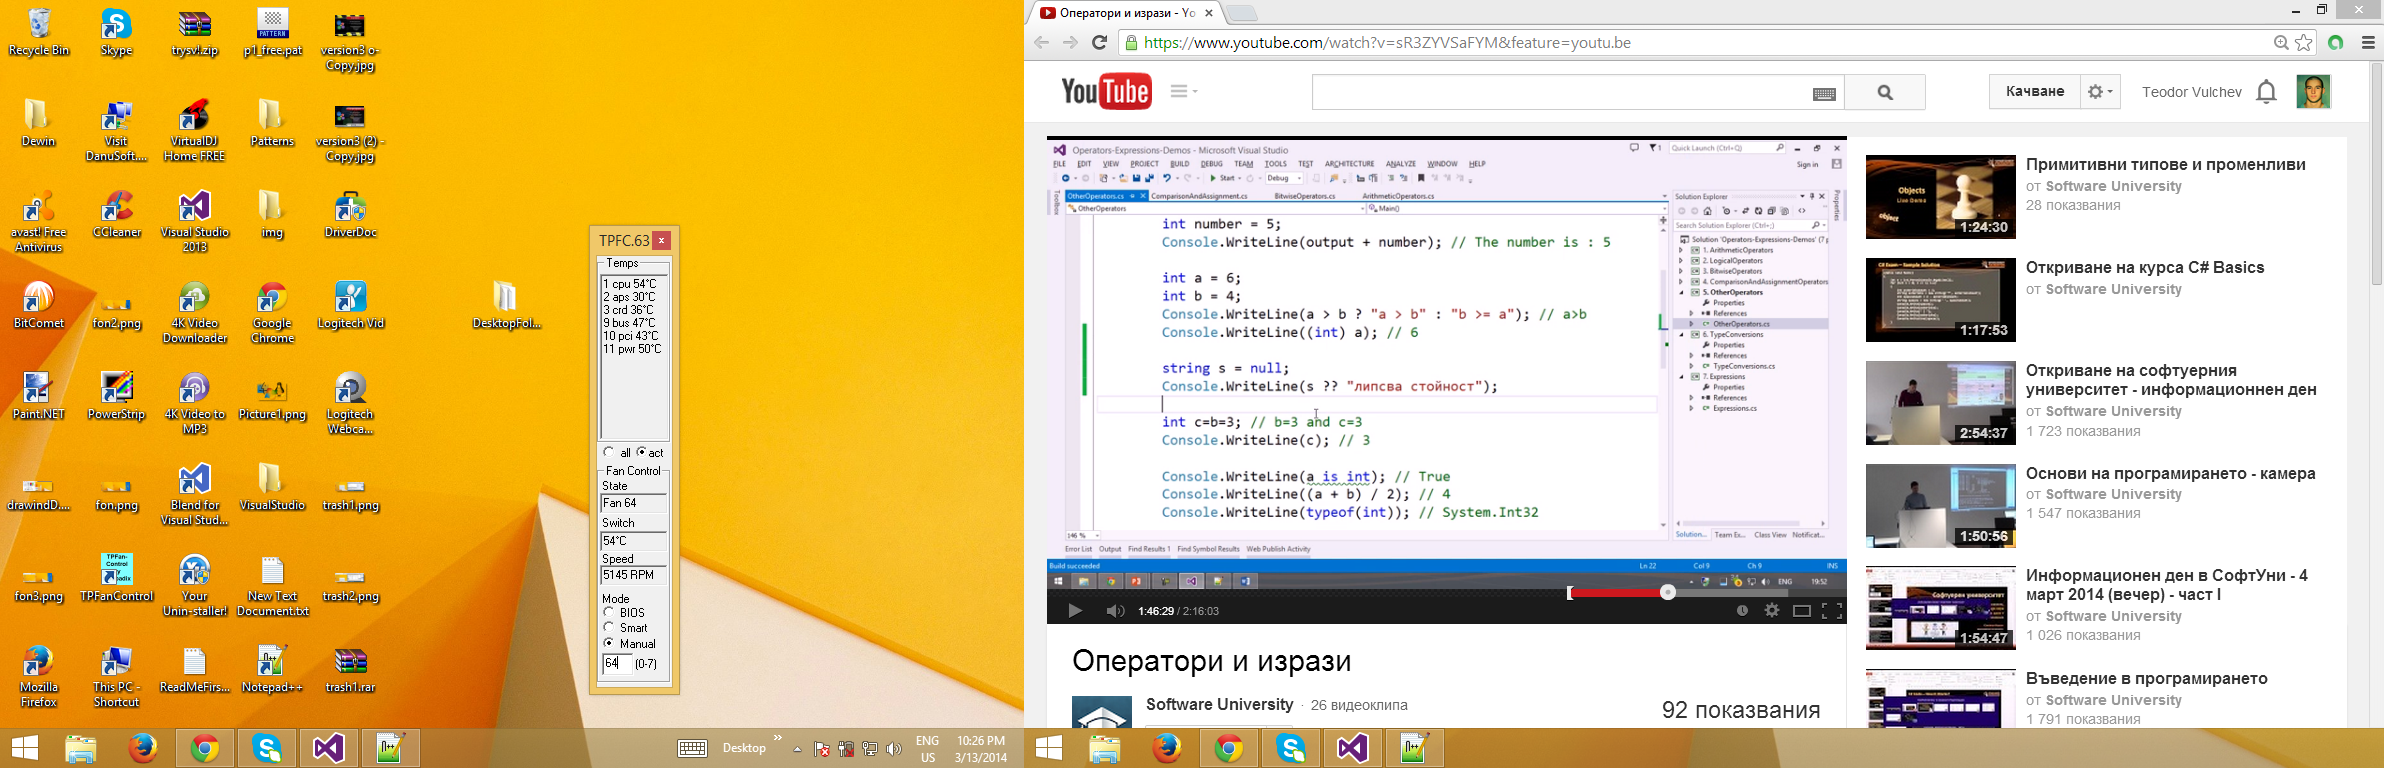 Recycle Bin
Skype
trysv!.zip
p1_free.pat
version3 o-
Copy.jpg
Dewin
Visit
DanuSoft....
VirtualDJ
Home FREE
Patterns
version3 (2) -
Copy.jpg
avast! Free
Antivirus
CCleaner
Visual Studio
2013
img
DriverDoc
BitComet
fon2.png
4K Video
Downloader
Google
Chrome
Logitech Vid
DesktopFol...
Paint.NET
PowerStrip
4K Video to
MP3
Picture1.png
Logitech
Webca...
drawindD....
fon.png
Blend for
Visual Stud...
VisualStudio
trash1.png
fon3.png
TPFanControl
Your
Unin-staller!
New Text
Document.txt
trash2.png
Mozilla
Firefox
This PC -
Shortcut
ReadMeFirs...
Notepad++
trash1.rar
TPFC.63
Temps
1 cpu 54°C
2 aps 30°C
3 crd 36°C
9 bus 47°C
10 pci 43°C
11 pwr 50°C
all act
Fan Control
State
Fan 64
Switch
54°C
Speed
5145 RPM
Mode
BIOS
Smart
Manual
64 (0-7)
Desktop
ENG
US
10:26 PM
3/13/2014
Оператори и изрази - Yo
https://www.youtube.com/watch?v=sR3ZYVSaFYM&feature=youtu.be
YouTube
Качване
Teodor Vulchev
Operators-Expressions-Demos - Microsoft Visual Studio
Quick Launch (Ctrl+Q)
FILE EDIT VIEW PROJECT BUILD DEBUG TEAM TOOLS TEST ARCHITECTURE ANALYZE WINDOW HELP
Sign in
Start
Debug
OtherOperators.cs ComparisonAndAssignment.cs BitwiseOperators.cs ArithmeticOperators.cs
OtherOperators
Main()
int number = 5;
Console.WriteLine(output + number); // The number is : 5
int a = 6;
int b = 4;
Console.WriteLine(a > b ? "a > b" : "b >= a"); // a>b
Console.WriteLine((int) a); // 6
string s = null;
Console.WriteLine(s ?? "липсва стойност");
int c=b=3; // b=3 and c=3
Console.WriteLine(c); // 3
Console.WriteLine(a is int); // True
Console.WriteLine((a + b) / 2); // 4
Console.WriteLine(typeof(int)); // System.Int32
146 %
Error List Output Find Results 1 Find Symbol Results Web Publish Activity
Build succeeded
Ln 22 Col 9 Ch 9 INS
Toolbox
Properties
Solution Explorer
Search Solution Explorer (Ctrl+;)
Solution 'Operators-Expressions-Demos' (7 p
1. ArithmeticOperators
2. LogicalOperators
3. BitwiseOperators
4. ComparisonAndAssignmentOperators
5. OtherOperators
Properties
References
OtherOperators.cs
6. TypeConversions
Properties
References
TypeConversions.cs
7. Expressions
Properties
References
Expressions.cs
Solution... Team Ex... Class View Notificat...
ENG 19:52
1:46:29 / 2:16:03
Оператори и изрази
Software University · 26 видеоклипа
92 показвания
Objects
Live Demo
object
1:24:30
Примитивни типове и променливи
от Software University
28 показвания
C# Exam – Sample Solution
1:17:53
Откриване на курса C# Basics
от Software University
2:54:37
Откриване на софтуерния
университет - информационнен ден
от Software University
1 723 показвания
1:50:56
Основи на програмирането - камера
от Software University
1 547 показвания
Софтуерен университет
1:54:47
Информационен ден в СофтУни - 4
март 2014 (вечер) - част I
от Software University
1 026 показвания
Въведение в програмирането
от Software University
1 791 показвания